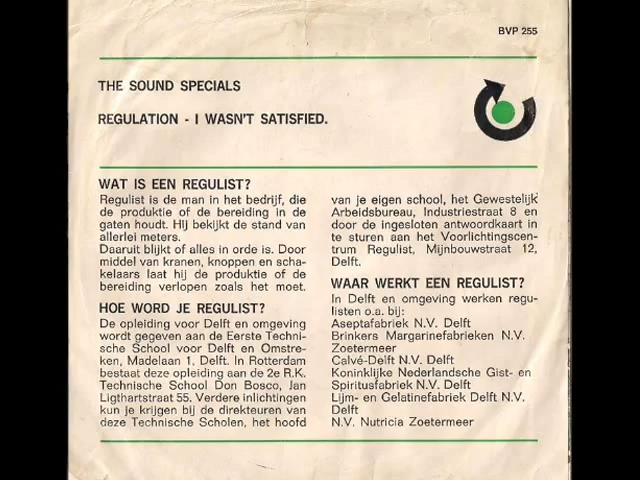 BVP 255
THE SOUND SPECIALS
REGULATION - I WASN'T SATISFIED.
WAT IS EEN REGULIST?
Regulist is de man in het bedrijf, die
de produktie of de bereiding in de
gaten houdt. Hij bekijkt de stand van
allerlei meters.
Daaruit blijkt of alles in orde is. Door
middel van kranen, knoppen en scha-
kelaars laat hij de produktie of de
bereiding verlopen zoals het moet.
HOE WORD JE REGULIST?
De opleiding voor Delft en omgeving
wordt gegeven aan de Eerste Techni-
sche School voor Delft en Omstre-
ken, Madelaan 1, Delft. In Rotterdam
bestaat deze opleiding aan de 2e R.K.
Technische School Don Bosco, Jan
Ligthartstraat 55. Verdere inlichtingen
kun je krijgen bij de direkteuren van
deze Technische Scholen, het hoofd
van je eigen school, het Gewestelijk
Arbeidsbureau, Industriestraat 8 en
door de ingesloten antwoordkaart in
te sturen aan het Voorlichtingscen-
trum Regulist, Mijnbouwstraat 12,
Delft.
WAAR WERKT EEN REGULIST?
In Delft en omgeving werken regu-
listen o.a. bij:
Aseptafabriek N.V. Delft
Brinkers Margarinefabrieken N.V.
Zoetermeer
Calvé-Delft N.V. Delft
Koninklijke Nederlandsche Gist- en
Spiritusfabriek N.V. Delft
Lijm- en Gelatinefabriek Delft N.V.
Delft
N.V. Nutricia Zoetermeer